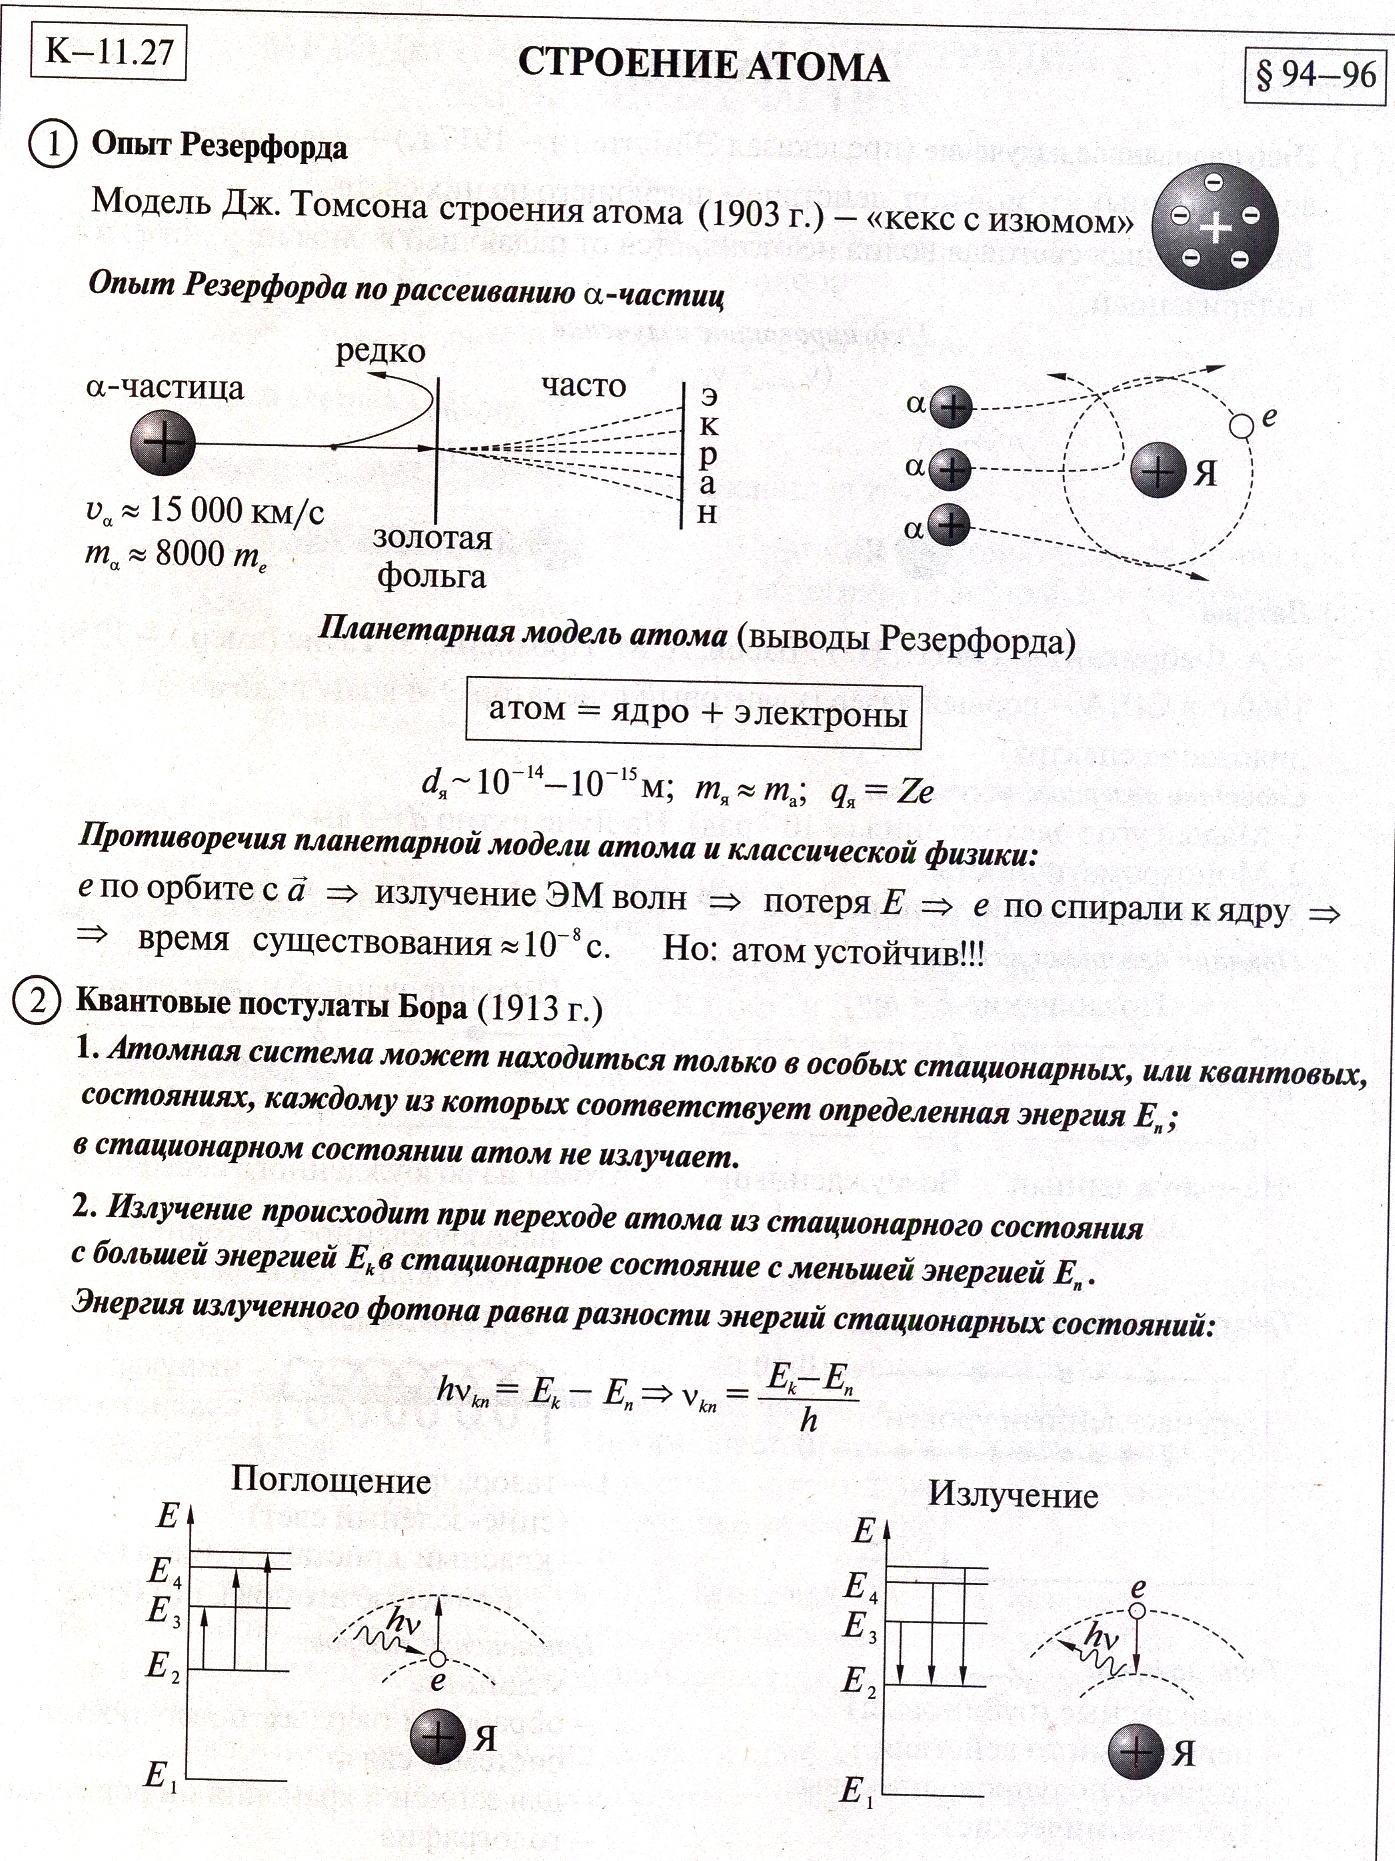 К–11.27
СТРОЕНИЕ АТОМА
§ 94–96
1 Опыт Резерфорда
Модель Дж. Томсона строения атома (1903 г.) – «кекс с изюмом»
Опыт Резерфорда по рассеиванию α-частиц
редко
α-частица
часто
экран
υα ≈ 15 000 км/с
mα ≈ 8000 me
золотая
фольга
α
α
α
e
Я
Планетарная модель атома (выводы Резерфорда)
атом = ядро + электроны
dя ~ 10⁻¹⁴–10⁻¹⁵ м; mя ≈ mа; qя = Ze
Противоречия планетарной модели атома и классической физики:
e по орбите с a⃗ ⇒ излучение ЭМ волн ⇒ потеря E ⇒ e по спирали к ядру ⇒
⇒ время существования ≈ 10⁻⁸ с. Но: атом устойчив!!!
2 Квантовые постулаты Бора (1913 г.)
1. Атомная система может находиться только в особых стационарных, или квантовых,
состояниях, каждому из которых соответствует определенная энергия En;
в стационарном состоянии атом не излучает.
2. Излучение происходит при переходе атома из стационарного состояния
с большей энергией Ek в стационарное состояние с меньшей энергией En.
Энергия излученного фотона равна разности энергий стационарных состояний:
hνkn = Ek – En ⇒ νkn = (Ek – En) / h
Поглощение
E
E4
E3
E2
E1
hν
e
Я
Излучение
E
E4
E3
E2
E1
e
hν
Я